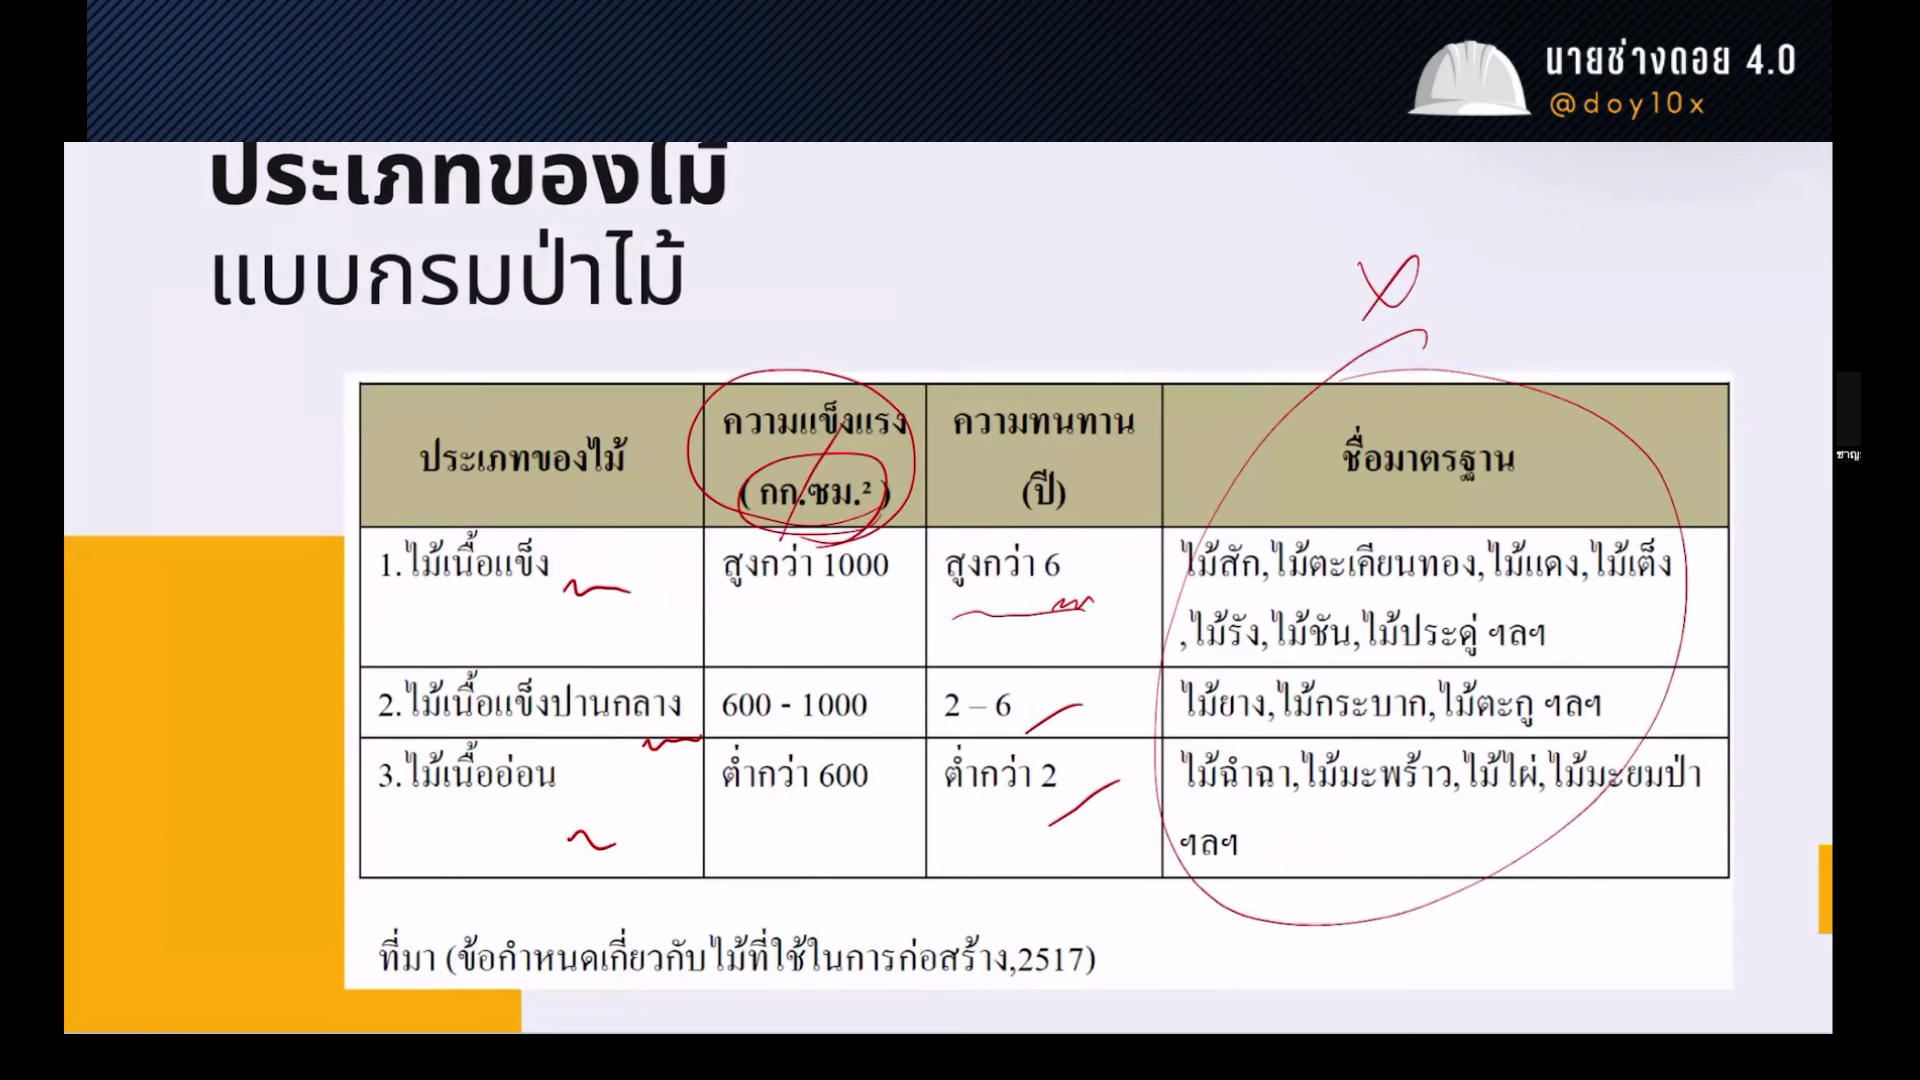 นายช่างดอย 4.0
@doy10x
ประเภทของไม้
แบบกรมป่าไม้
ประเภทของไม้
ความแข็งแรง
( กก.ซม.² )
ความทนทาน
(ปี)
ชื่อมาตรฐาน
1.ไม้เนื้อแข็ง
สูงกว่า 1000
สูงกว่า 6
ไม้สัก,ไม้ตะเคียนทอง,ไม้แดง,ไม้เต็ง
,ไม้รัง,ไม้ชัน,ไม้ประดู่ ฯลฯ
2.ไม้เนื้อแข็งปานกลาง
600 - 1000
2 – 6
ไม้ยาง,ไม้กระบาก,ไม้ตะกู ฯลฯ
3.ไม้เนื้ออ่อน
ต่ำกว่า 600
ต่ำกว่า 2
ไม้ฉำฉา,ไม้มะพร้าว,ไม้ไผ่,ไม้มะยมป่า
ฯลฯ
ที่มา (ข้อกำหนดเกี่ยวกับไม้ที่ใช้ในการก่อสร้าง,2517)